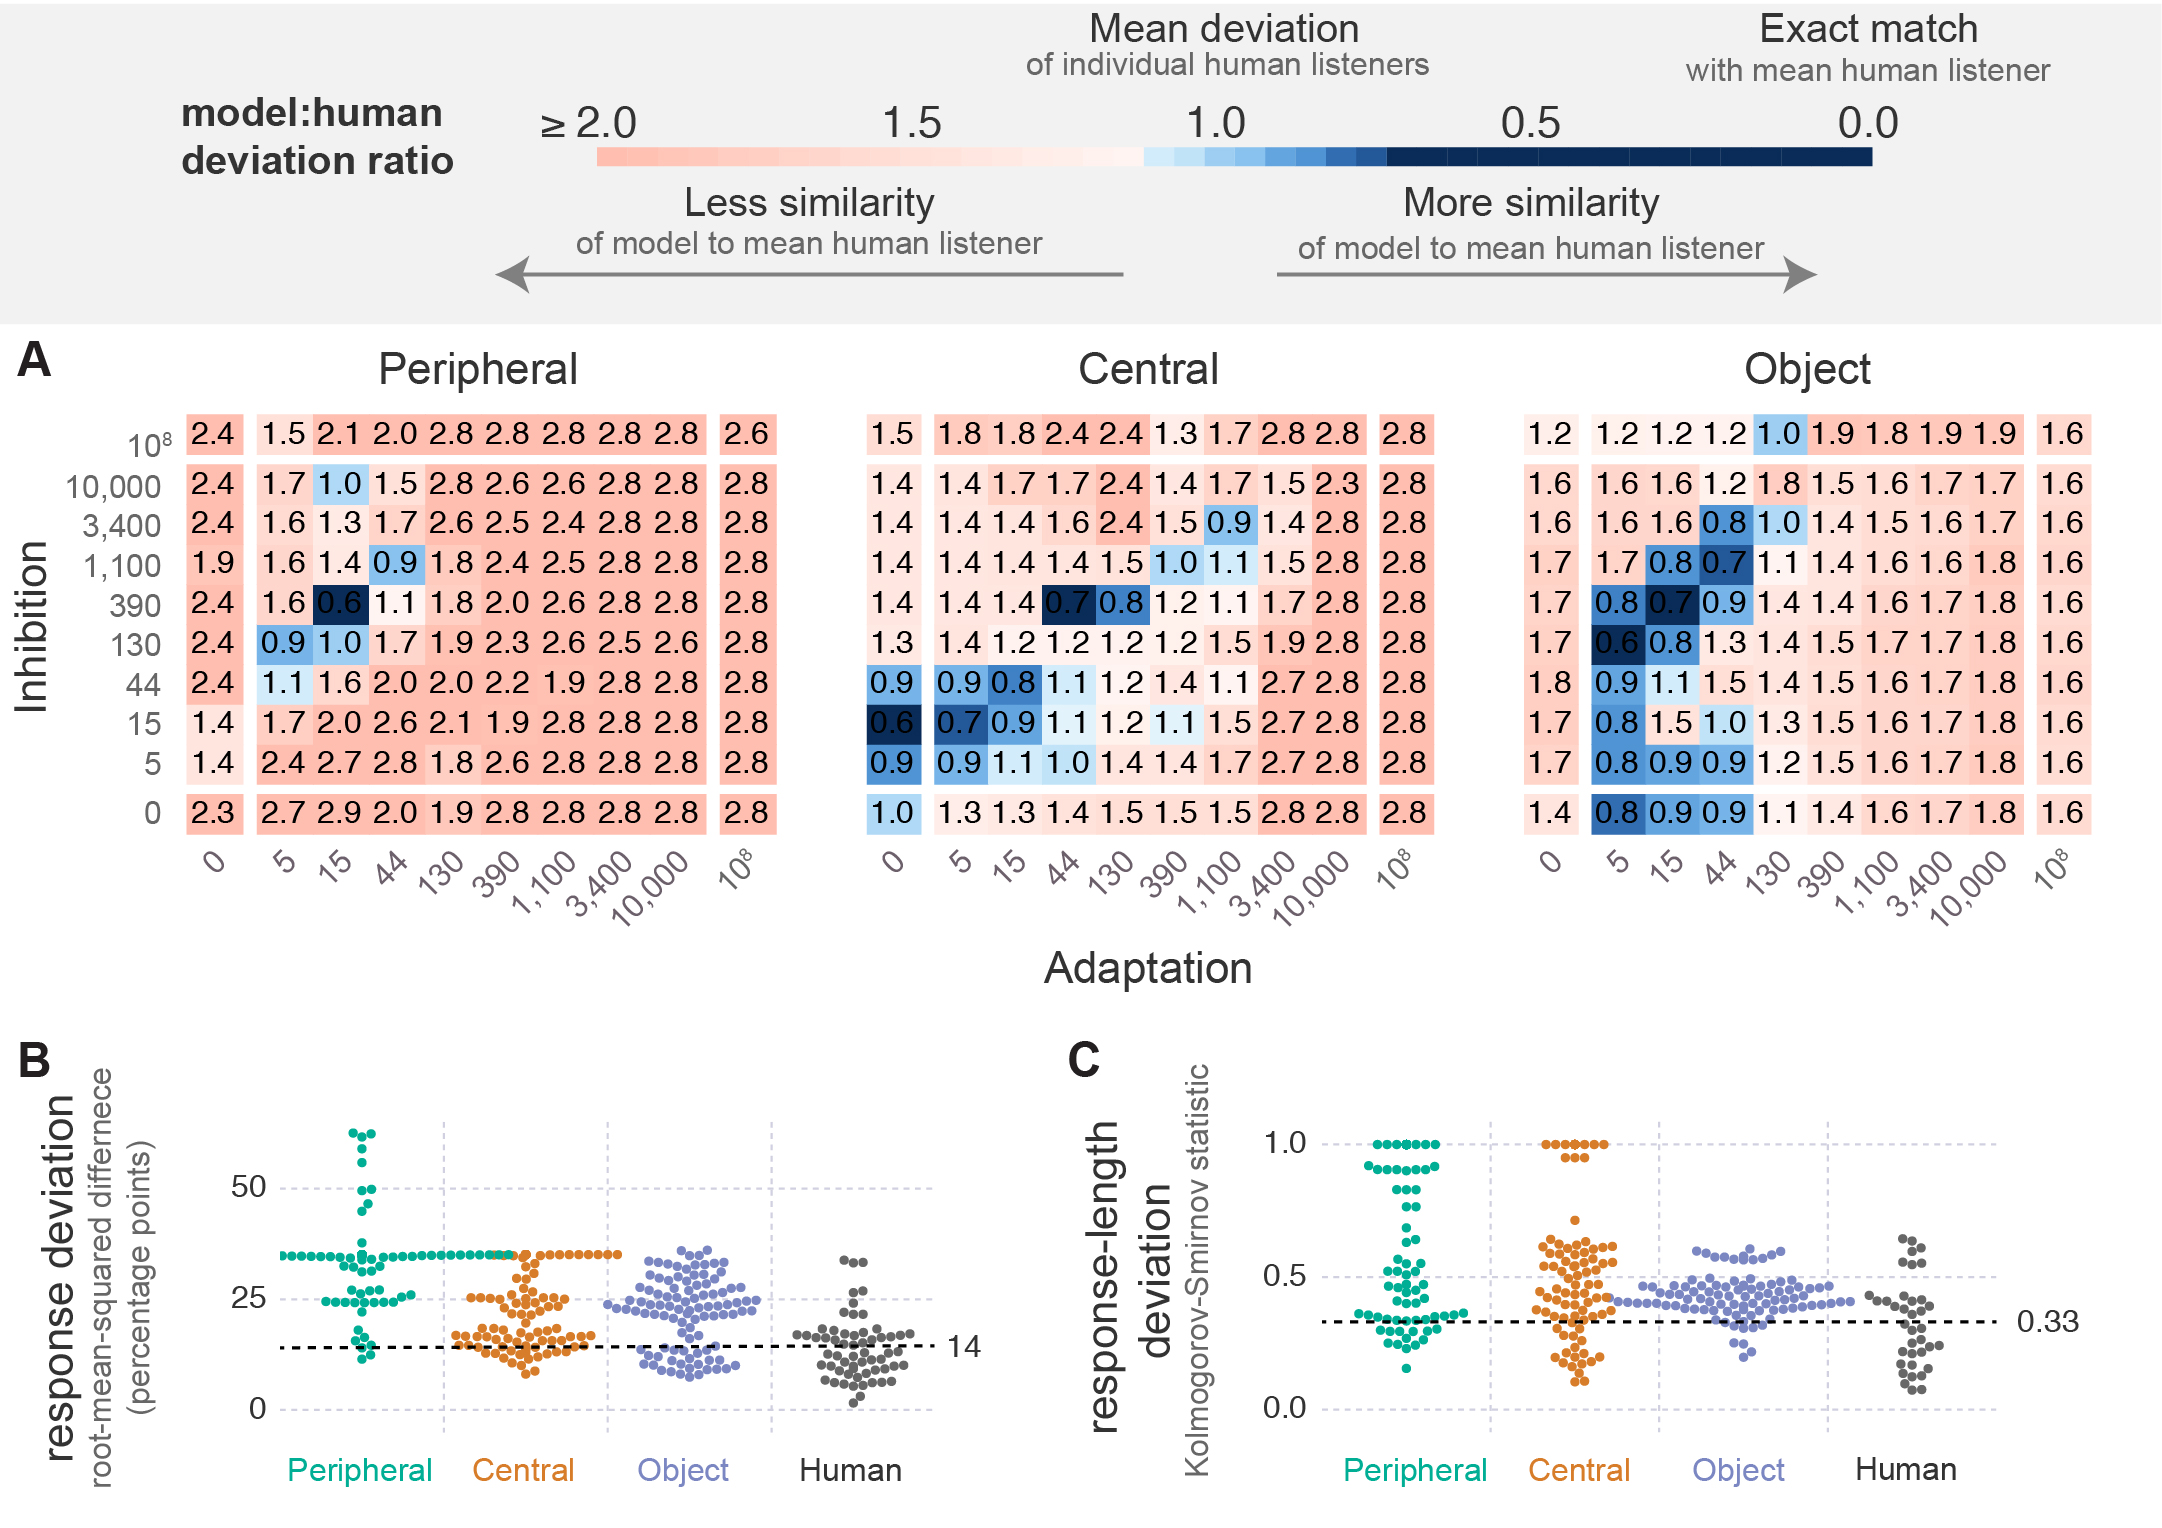 Mean deviation
of individual human listeners
Exact match
with mean human listener
model:human
deviation ratio
≥ 2.0 1.5 1.0 0.5 0.0
Less similarity
of model to mean human listener
More similarity
of model to mean human listener
A
Peripheral Central Object
Inhibition
10⁸ 2.4 1.5 2.1 2.0 2.8 2.8 2.8 2.8 2.8 2.6 1.5 1.8 1.8 2.4 2.4 1.3 1.7 2.8 2.8 2.8 1.2 1.2 1.2 1.2 1.0 1.9 1.8 1.9 1.9 1.6
10,000 2.4 1.7 1.0 1.5 2.8 2.6 2.6 2.8 2.8 2.8 1.4 1.4 1.7 1.7 2.4 1.4 1.7 1.5 2.3 2.8 1.6 1.6 1.6 1.2 1.8 1.5 1.6 1.7 1.7 1.6
3,400 2.4 1.6 1.3 1.7 2.6 2.5 2.4 2.8 2.8 2.8 1.4 1.4 1.4 1.6 2.4 1.5 0.9 1.4 2.8 2.8 1.6 1.6 1.6 0.8 1.0 1.4 1.5 1.6 1.7 1.6
1,100 1.9 1.6 1.4 0.9 1.8 2.4 2.5 2.8 2.8 2.8 1.4 1.4 1.4 1.4 1.5 1.0 1.1 1.5 2.8 2.8 1.7 1.7 0.8 0.7 1.1 1.4 1.6 1.6 1.8 1.6
390 2.4 1.6 0.6 1.1 1.8 2.0 2.6 2.8 2.8 2.8 1.4 1.4 1.4 0.7 0.8 1.2 1.1 1.7 2.8 2.8 1.7 0.8 0.7 0.9 1.4 1.4 1.6 1.7 1.8 1.6
130 2.4 0.9 1.0 1.7 1.9 2.3 2.6 2.5 2.6 2.8 1.3 1.4 1.2 1.2 1.2 1.2 1.5 1.9 2.8 2.8 1.7 0.6 0.8 1.3 1.4 1.5 1.7 1.7 1.8 1.6
44 2.4 1.1 1.6 2.0 2.0 2.2 1.9 2.8 2.8 2.8 0.9 0.9 0.8 1.1 1.2 1.4 1.1 2.7 2.8 2.8 1.8 0.9 1.1 1.5 1.4 1.5 1.6 1.7 1.8 1.6
15 1.4 1.7 2.0 2.6 2.1 1.9 2.8 2.8 2.8 2.8 0.6 0.7 0.9 1.1 1.2 1.1 1.5 2.7 2.8 2.8 1.7 0.8 1.5 1.0 1.3 1.5 1.6 1.7 1.8 1.6
5 1.4 2.4 2.7 2.8 1.8 2.6 2.8 2.8 2.8 2.8 0.9 0.9 1.1 1.0 1.4 1.4 1.7 2.7 2.8 2.8 1.7 0.8 0.9 0.9 1.2 1.5 1.6 1.7 1.8 1.6
0 2.3 2.7 2.9 2.0 1.9 2.8 2.8 2.8 2.8 2.8 1.0 1.3 1.3 1.4 1.5 1.5 1.5 2.8 2.8 2.8 1.4 0.8 0.9 0.9 1.1 1.4 1.6 1.7 1.8 1.6
0 5 15 44 130 390 1,100 3,400 10,000 10⁸ 0 5 15 44 130 390 1,100 3,400 10,000 10⁸ 0 5 15 44 130 390 1,100 3,400 10,000 10⁸
Adaptation
B
response deviation
root-mean-squared differnece
(percentage points)
50
25
0
14
Peripheral Central Object Human
C
response-length
deviation
Kolmogorov-Smirnov statistic
1.0
0.5
0.0
0.33
Peripheral Central Object Human